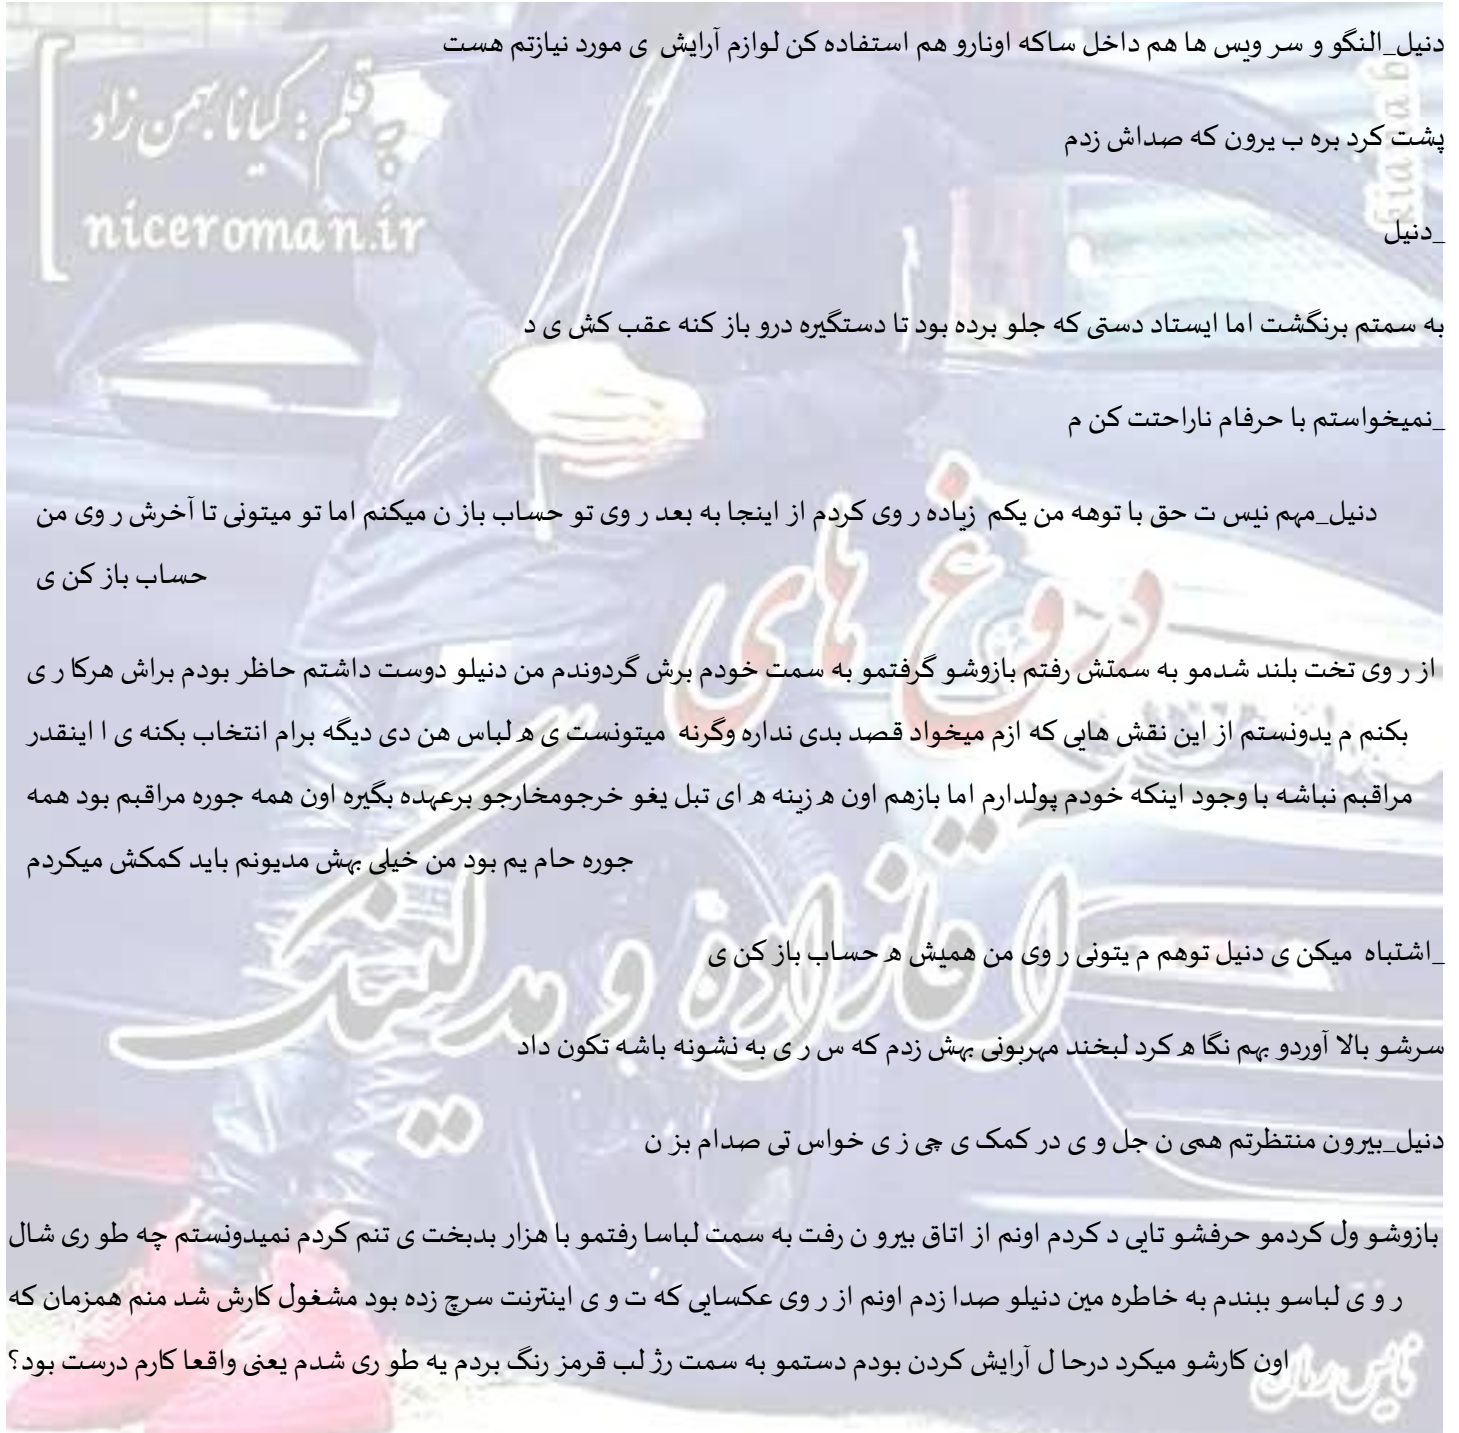 دنیل_النگو و سر ویس ها هم داخل ساکه اونارو هم استفاده کن لوازم آرایش ی مورد نیازتم هست
به قلم : کیانا بهمن زاد
پشت کرد بره ب یرون که صداش زدم
niceroman.ir
_دنیل
به سمتم برنگشت اما ایستاد دستی که جلو برده بود تا دستگیره درو باز کنه عقب کش ی د
_نمیخواستم با حرفام ناراحتت کن م
دنیل_مهم نیس ت حق با توهه من یکم زیاده ر وی کردم از اینجا به بعد ر وی تو حساب باز ن میکنم اما تو میتونی تا آخرش ر وی من
حساب باز کن ی
دروغ های
از ر وی تخت بلند شدمو به سمتش رفتم بازوشو گرفتمو به سمت خودم برش گردوندم من دنیلو دوست داشتم حاظر بودم براش هرکا ر ی
بکنم م یدونستم از این نقش هایی که ازم میخواد قصد بدی نداره وگرنه میتونست ی ه لباس هن دی دیگه برام انتخاب بکنه ی ا اینقدر
مراقبم نباشه با وجود اینکه خودم پولدارم اما بازهم اون ه زینه ه ای تبل یغو خرجومخارجو برعهده بگیره اون همه جوره مراقبم بود همه
جوره حام یم بود من خیلی بهش مدیونم باید کمکش میکردم
اقازاده و مدلینگ
_اشتباه میکن ی دنیل توهم م یتونی ر وی من همیش ه حساب باز کن ی
سرشو بالا آوردو بهم نگا ه کرد لبخند مهربونی بهش زدم که س ر ی به نشونه باشه تکون داد
دنیل_بیرون منتظرتم همی ن جل و ی در کمک ی چی ز ی خواس تی صدام بز ن
بازوشو ول کردمو حرفشو تایی د کردم اونم از اتاق بیرو ن رفت به سمت لباسا رفتمو با هزار بدبخت ی تنم کردم نمیدونستم چه طو ری شال
ر و ی لباسو ببندم به خاطره مین دنیلو صدا زدم اونم از ر وی عکسایی که ت و ی اینترنت سرچ زده بود مشغول کارش شد منم همزمان که
اون کارشو میکرد درحا ل آرایش کردن بودم دستمو به سمت رژ لب قرمز رنگ بردم یه طو ری شدم یعنی واقعا کارم درست بود؟